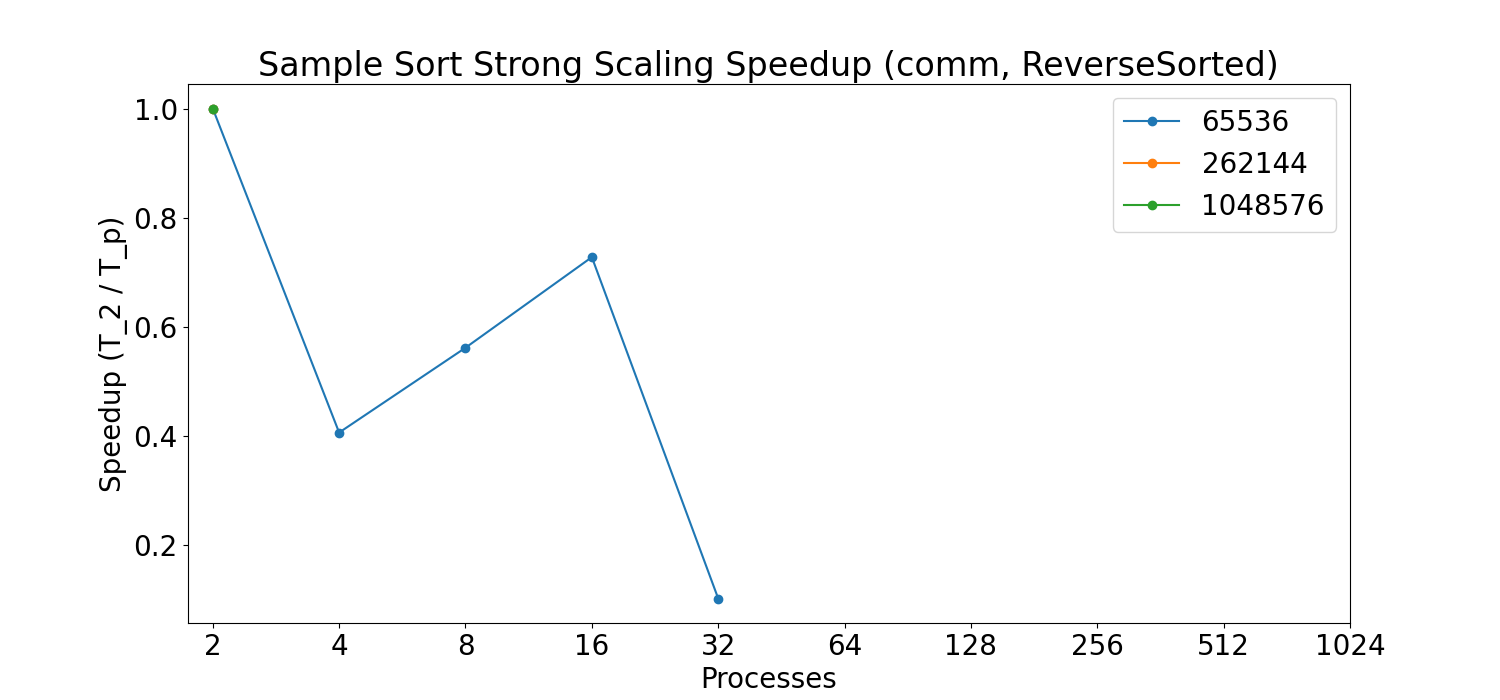 Sample Sort Strong Scaling Speedup (comm, ReverseSorted)
1.0
0.8
0.6
0.4
0.2
Speedup (T_2 / T_p)
65536
262144
1048576
2 4 8 16 32 64 128 256 512 1024
Processes